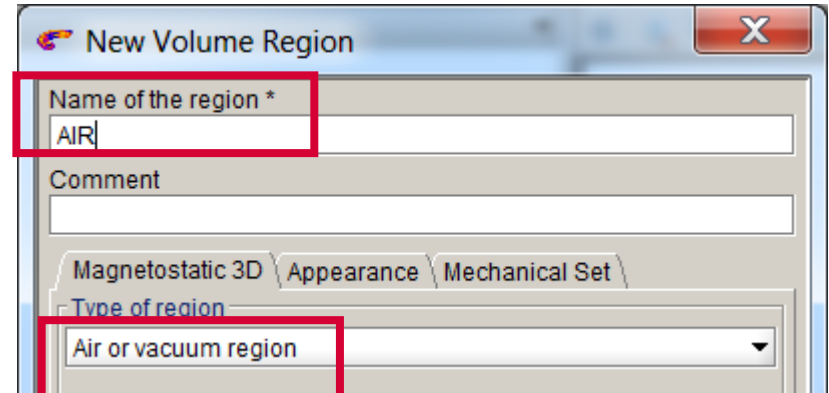 New Volume Region
Name of the region *
AIR
Comment
Magnetostatic 3D Appearance Mechanical Set
Type of region
Air or vacuum region